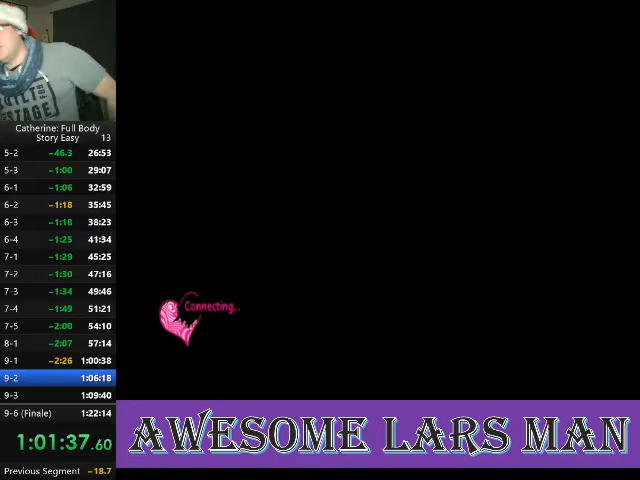 BUILT
FOR
STAGE
Catherine: Full Body
Story Easy 13
5-2 −46.3 26:53
5-3 −1:00 29:07
6-1 −1:06 32:59
6-2 −1:18 35:45
6-3 −1:18 38:23
6-4 −1:25 41:34
7-1 −1:29 45:25
7-2 −1:30 47:16
7-3 −1:34 49:46
7-4 −1:49 51:21
7-5 −2:00 54:10
8-1 −2:07 57:14
9-1 −2:26 1:00:38
9-2 1:06:18
9-3 1:09:40
9-6 (Finale) 1:22:14
1:01:37.60
Previous Segment −18.7
Connecting...
AWESOME LARS MAN